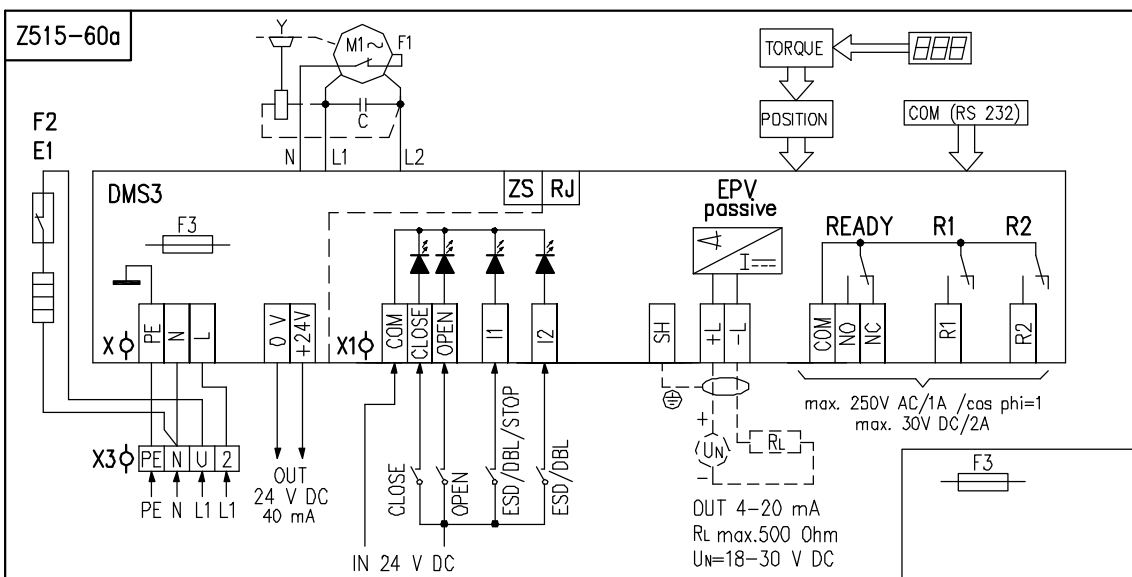 Z515-60a
Y
M1~
F1
C
N
L1
L2
TORQUE
POSITION
COM (RS 232)
F2
E1
DMS3
ZS
RJ
F3
EPV
passive
I
READY
R1
R2
X
PE
N
L
0 V
+24V
X1
COM
CLOSE
OPEN
I1
I2
SH
+L
-L
COM
NO
NC
R1
R2
max. 250V AC/1A /cos phi=1
max. 30V DC/2A
X3
PE
N
U
2
PE
N
L1
L1
OUT
24 V DC
40 mA
CLOSE
OPEN
ESD/DBL/STOP
ESD/DBL
IN 24 V DC
+
UN
-
RL
OUT 4-20 mA
RL max.500 Ohm
UN=18-30 V DC
F3